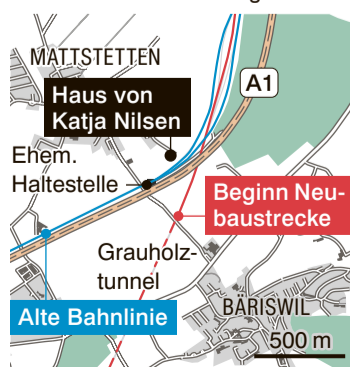 MATTSTETTEN
A1
Haus von
Katja Nilsen
Ehem.
Haltestelle
Beginn Neu-
baustrecke
Grauholz-
tunnel
Alte Bahnlinie
BÄRISWIL
500 m